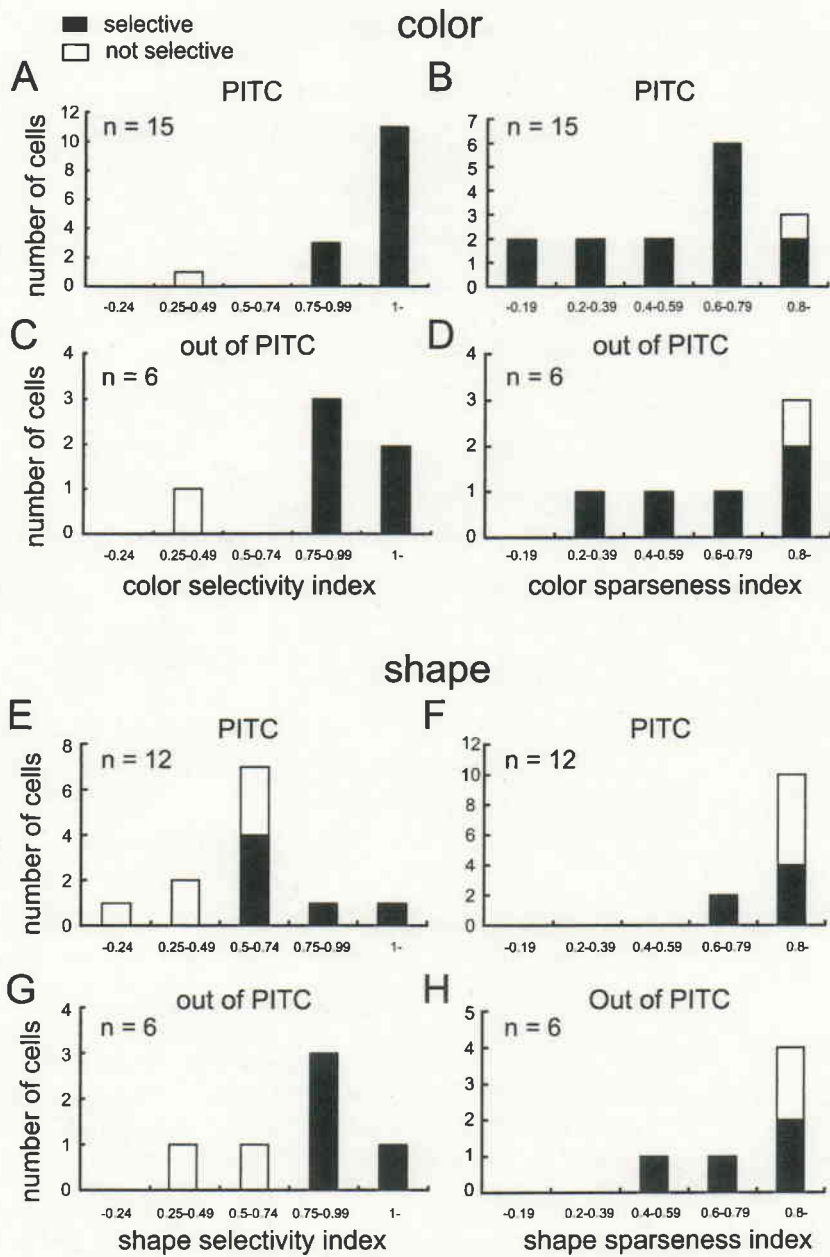 selective
not selective
color
A
PITC
n = 15
number of cells
12
10
8
6
4
2
0
-0.24 0.25-0.49 0.5-0.74 0.75-0.99 1-
B
PITC
n = 15
7
6
5
4
3
2
1
0
-0.19 0.2-0.39 0.4-0.59 0.6-0.79 0.8-
C
out of PITC
n = 6
number of cells
4
3
2
1
0
-0.24 0.25-0.49 0.5-0.74 0.75-0.99 1-
color selectivity index
D
out of PITC
n = 6
4
3
2
1
0
-0.19 0.2-0.39 0.4-0.59 0.6-0.79 0.8-
color sparseness index
shape
E
PITC
n = 12
number of cells
8
6
4
2
0
-0.24 0.25-0.49 0.5-0.74 0.75-0.99 1-
F
PITC
n = 12
12
10
8
6
4
2
0
-0.19 0.2-0.39 0.4-0.59 0.6-0.79 0.8-
G
out of PITC
n = 6
number of cells
4
3
2
1
0
-0.24 0.25-0.49 0.5-0.74 0.75-0.99 1-
shape selectivity index
H
Out of PITC
n = 6
5
4
3
2
1
0
-0.19 0.2-0.39 0.4-0.59 0.6-0.79 0.8-
shape sparseness index